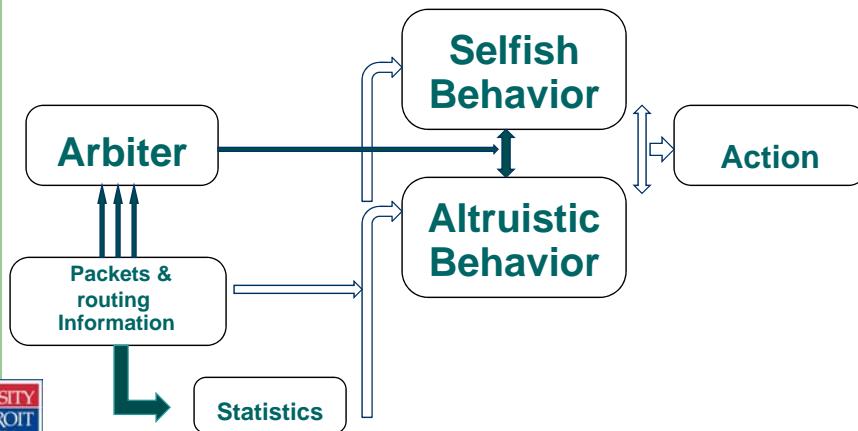 Selfish
Behavior
Arbiter
Action
Altruistic
Behavior
Packets &
routing
Information
Statistics